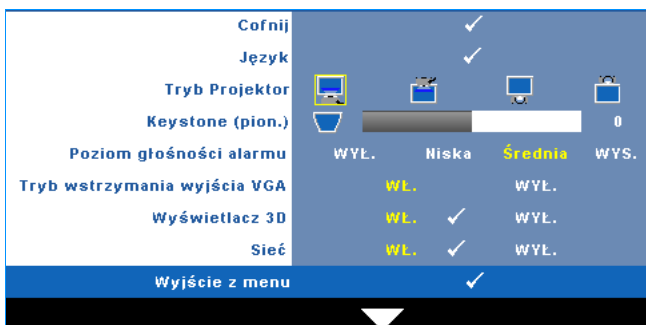 Cofnij
Język
Tryb Projektor
Keystone (pion.) 0
Poziom głośności alarmu WYŁ. Niska Średnia WYS.
Tryb wstrzymania wyjścia VGA WŁ. WYŁ.
Wyświetlacz 3D WŁ. WYŁ.
Sieć WŁ. WYŁ.
Wyjście z menu